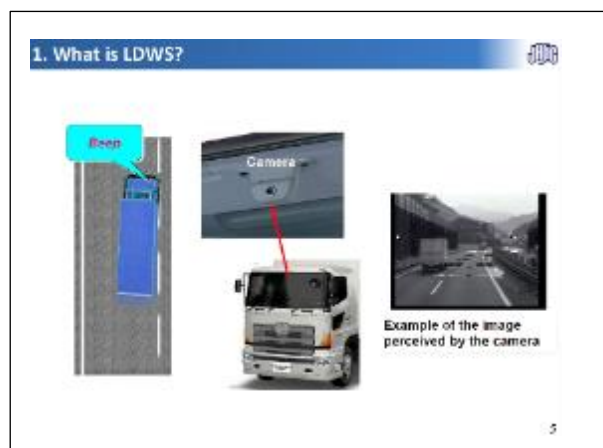 1. What is LDWS?
Beep
Camera
Example of the image
perceived by the camera
5